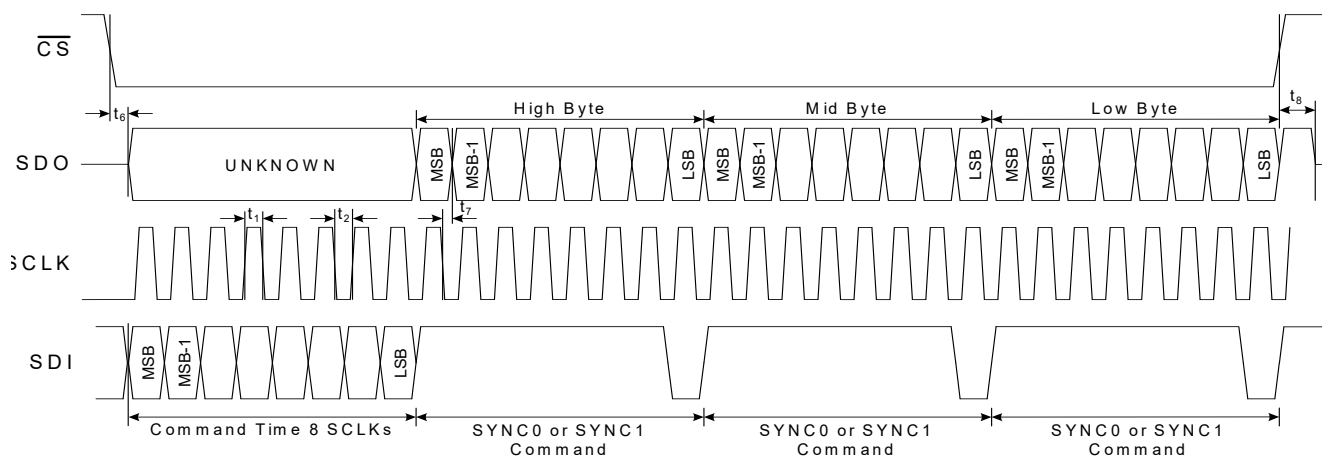 CS
t6 High Byte Mid Byte Low Byte t8
SDO UNKNOWN MSB MSB-1 LSB MSB MSB-1 LSB MSB MSB-1 LSB
t1 t2 t7
SCLK
SDI MSB MSB-1 LSB
Command Time 8 SCLKs SYNC0 or SYNC1 SYNC0 or SYNC1 SYNC0 or SYNC1
Command Command Command